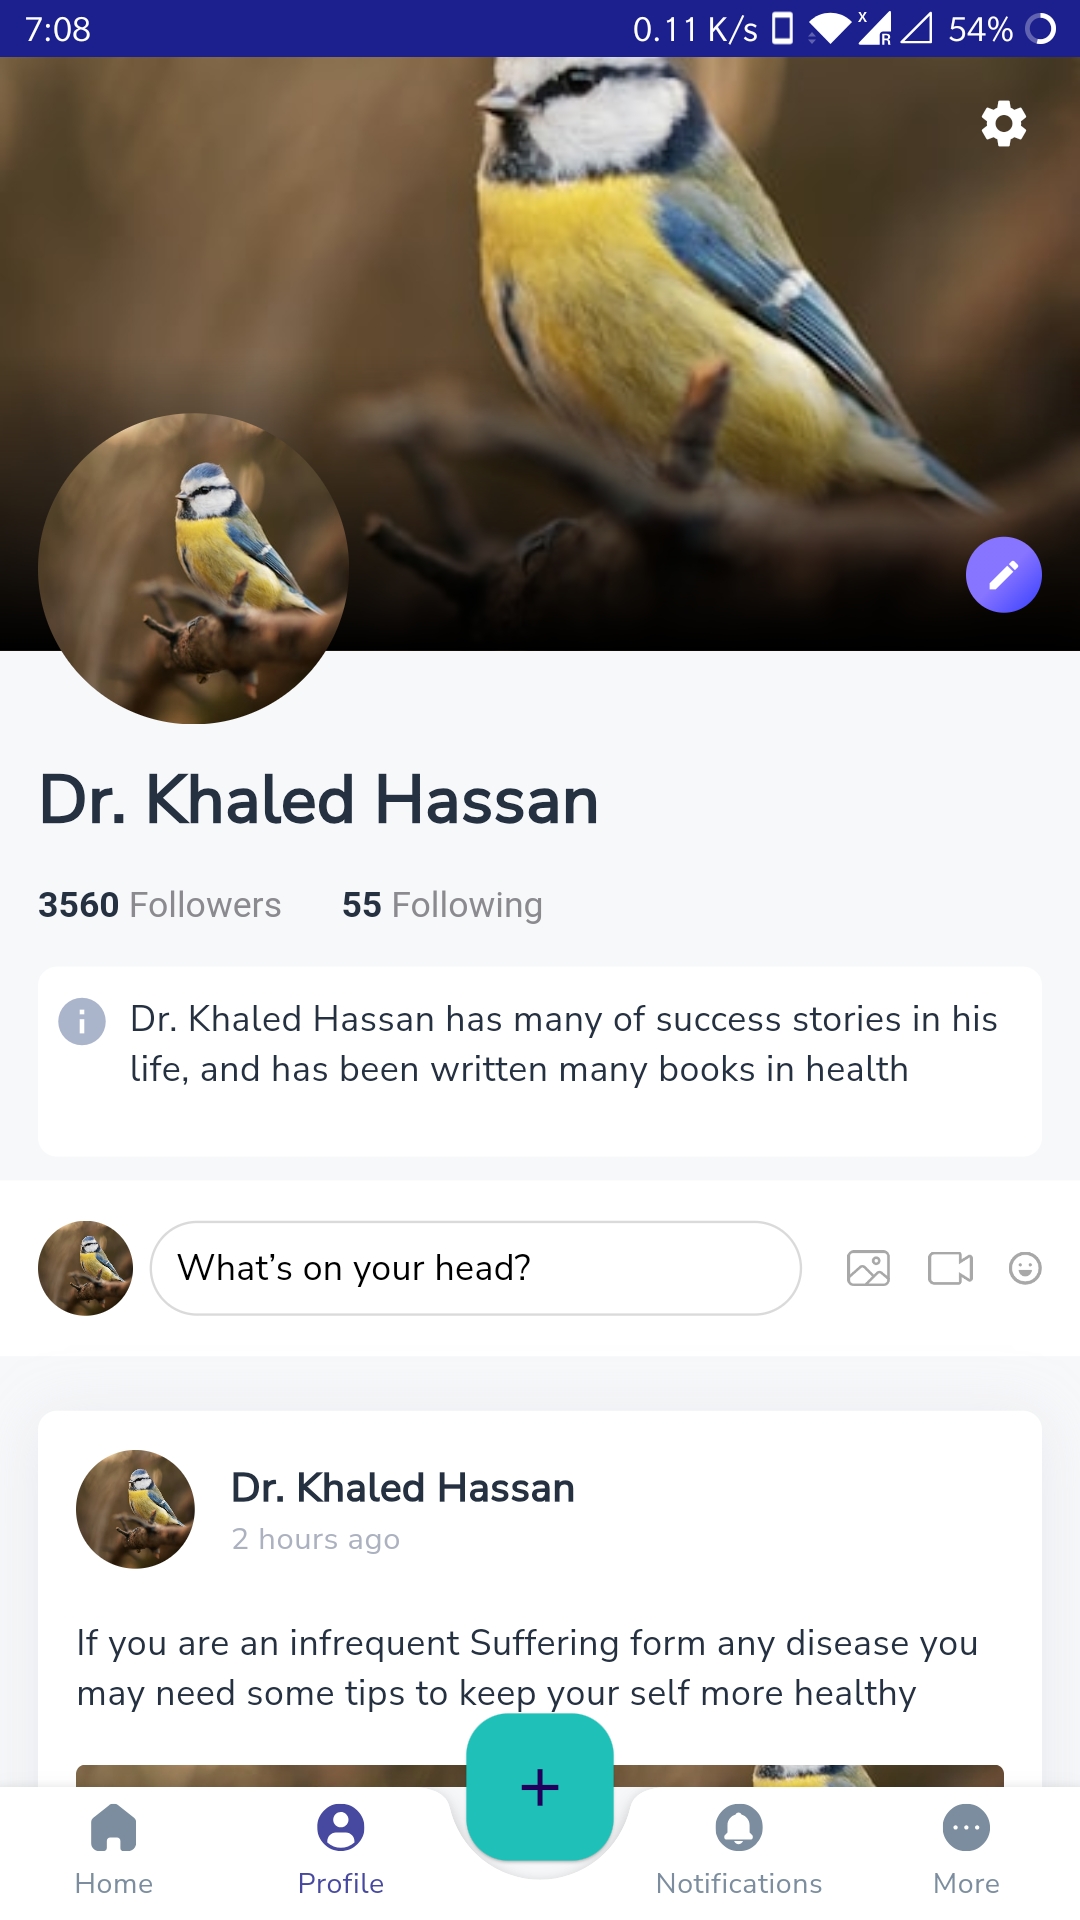 7:08 0.11 K/s X R 54%
Dr. Khaled Hassan
3560 Followers 55 Following
Dr. Khaled Hassan has many of success stories in his
life, and has been written many books in health
What’s on your head?
Dr. Khaled Hassan
2 hours ago
If you are an infrequent Suffering form any disease you
may need some tips to keep your self more healthy
Home Profile Notifications More